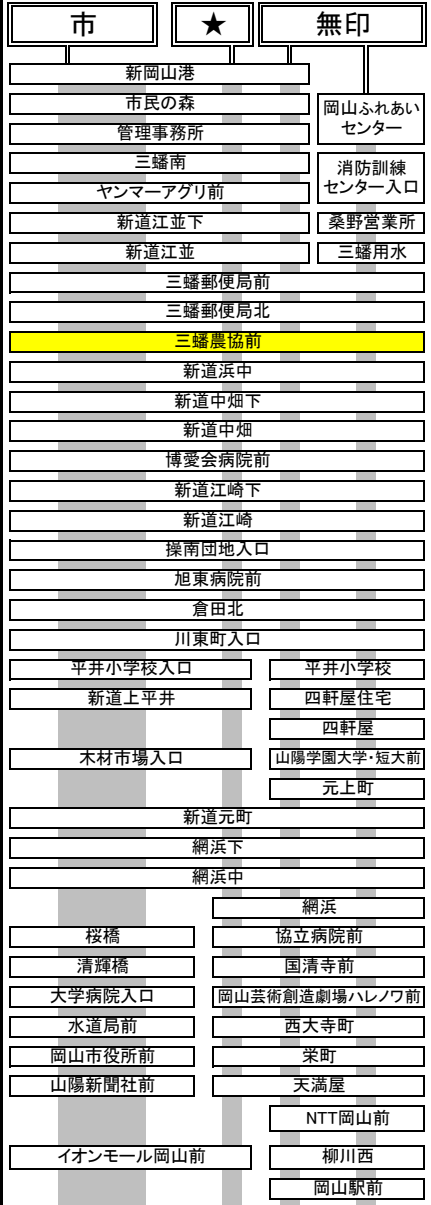 市 ★ 無印
新岡山港
市民の森
岡山ふれあい
センター
管理事務所
三蟠南
消防訓練
センター入口
ヤンマーアグリ前
新道江並下 桑野営業所
新道江並 三蟠用水
三蟠郵便局前
三蟠郵便局北
三蟠農協前
新道浜中
新道中畑下
新道中畑
博愛会病院前
新道江崎下
新道江崎
操南団地入口
旭東病院前
倉田北
川東町入口
平井小学校入口 平井小学校
新道上平井 四軒屋住宅
四軒屋
木材市場入口 山陽学園大学・短大前
元上町
新道元町
網浜下
網浜中
網浜
桜橋 協立病院前
清輝橋 国清寺前
大学病院入口 岡山芸術創造劇場ハレノワ前
水道局前 西大寺町
岡山市役所前 栄町
山陽新聞社前 天満屋
NTT岡山前
イオンモール岡山前 柳川西
岡山駅前